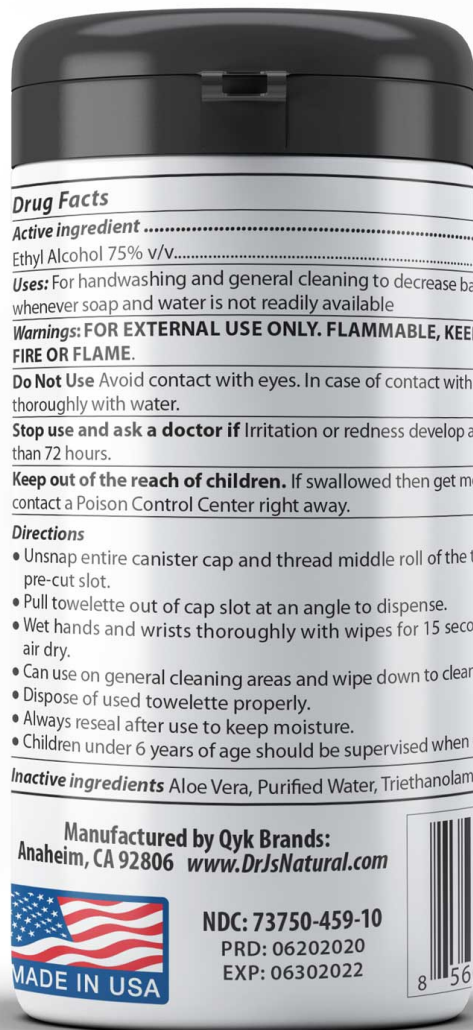 Drug Facts
Active ingredient
Ethyl Alcohol 75% v/v
Uses: For handwashing and general cleaning to decrease
whenever soap and water is not readily available
Warnings: FOR EXTERNAL USE ONLY. FLAMMABLE,
FIRE OR FLAME.
Do Not Use Avoid contact with eyes. In case of contact with
thoroughly with water.
Stop use and ask a doctor if Irritation or redness develop
than 72 hours.
Keep out of the reach of children. If swallowed then get
contact a Poison Control Center right away.
Directions
• Unsnap entire canister cap and thread middle roll of the
pre-cut slot.
• Pull towelette out of cap slot at an angle to dispense.
• Wet hands and wrists thoroughly with wipes for 15
air dry.
• Can use on general cleaning areas and wipe down to clean
• Dispose of used towelette properly.
• Always reseal after use to keep moisture.
• Children under 6 years of age should be supervised when
Inactive ingredients Aloe Vera, Purified Water,
Manufactured by Qyk Brands:
Anaheim, CA 92806 www.DrJsNatural.com
MADE IN USA
NDC: 73750-459-10
PRD: 06202020
EXP: 06302022
8 56